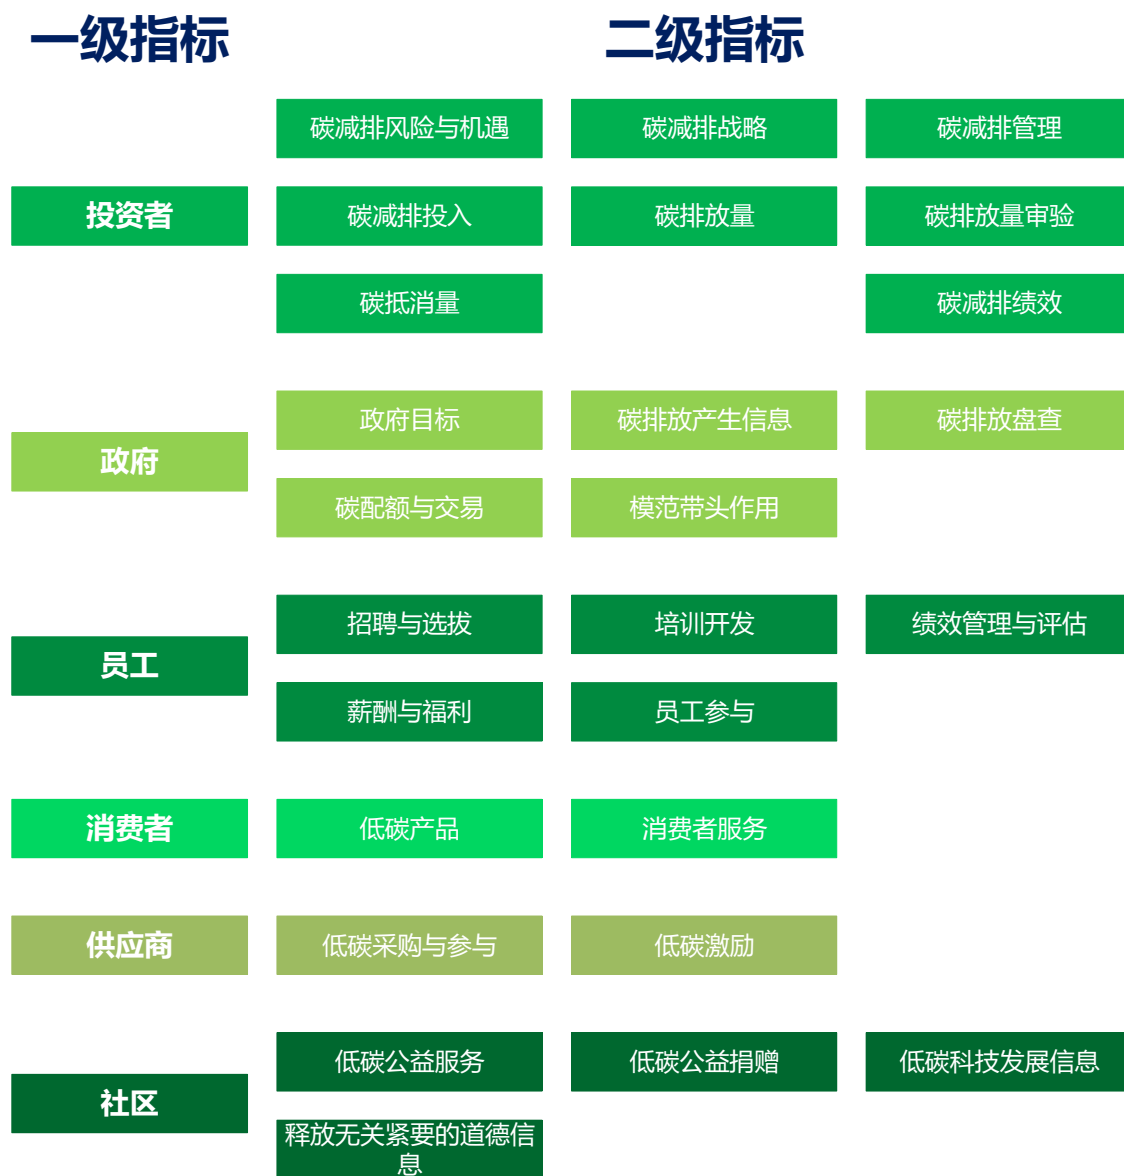 一级指标
二级指标
碳减排风险与机遇
碳减排战略
碳减排管理
投资者
碳减排投入
碳排放量
碳排放量审验
碳抵消量
碳减排绩效
政府目标
碳排放产生信息
碳排放盘查
政府
碳配额与交易
模范带头作用
招聘与选拔
培训开发
绩效管理与评估
员工
薪酬与福利
员工参与
消费者
低碳产品
消费者服务
供应商
低碳采购与参与
低碳激励
低碳公益服务
低碳公益捐赠
低碳科技发展信息
社区
释放无关紧要的道德信
息